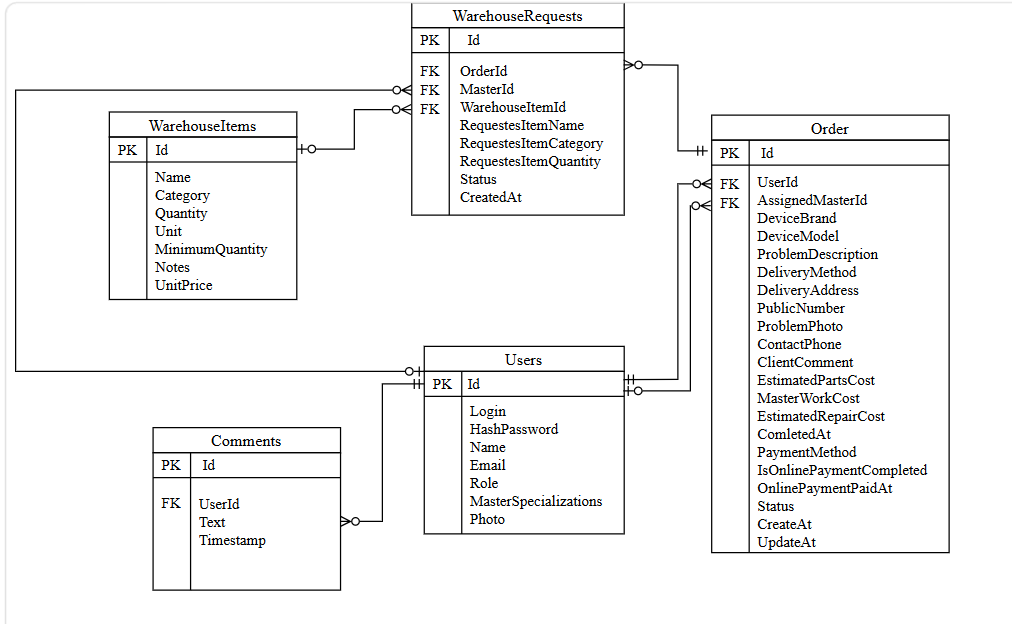 WarehouseRequests
PK Id
FK OrderId
FK MasterId
FK WarehouseItemId
RequestesItemName
RequestesItemCategory
RequestesItemQuantity
Status
CreatedAt
WarehouseItems
PK Id
Name
Category
Quantity
Unit
MinimumQuantity
Notes
UnitPrice
Order
PK Id
FK UserId
FK AssignedMasterId
DeviceBrand
DeviceModel
ProblemDescription
DeliveryMethod
DeliveryAddress
PublicNumber
ProblemPhoto
ContactPhone
ClientComment
EstimatedPartsCost
MasterWorkCost
EstimatedRepairCost
ComletedAt
PaymentMethod
IsOnlinePaymentCompleted
OnlinePaymentPaidAt
Status
CreateAt
UpdateAt
Users
PK Id
Login
HashPassword
Name
Email
Role
MasterSpecializations
Photo
Comments
PK Id
FK UserId
Text
Timestamp